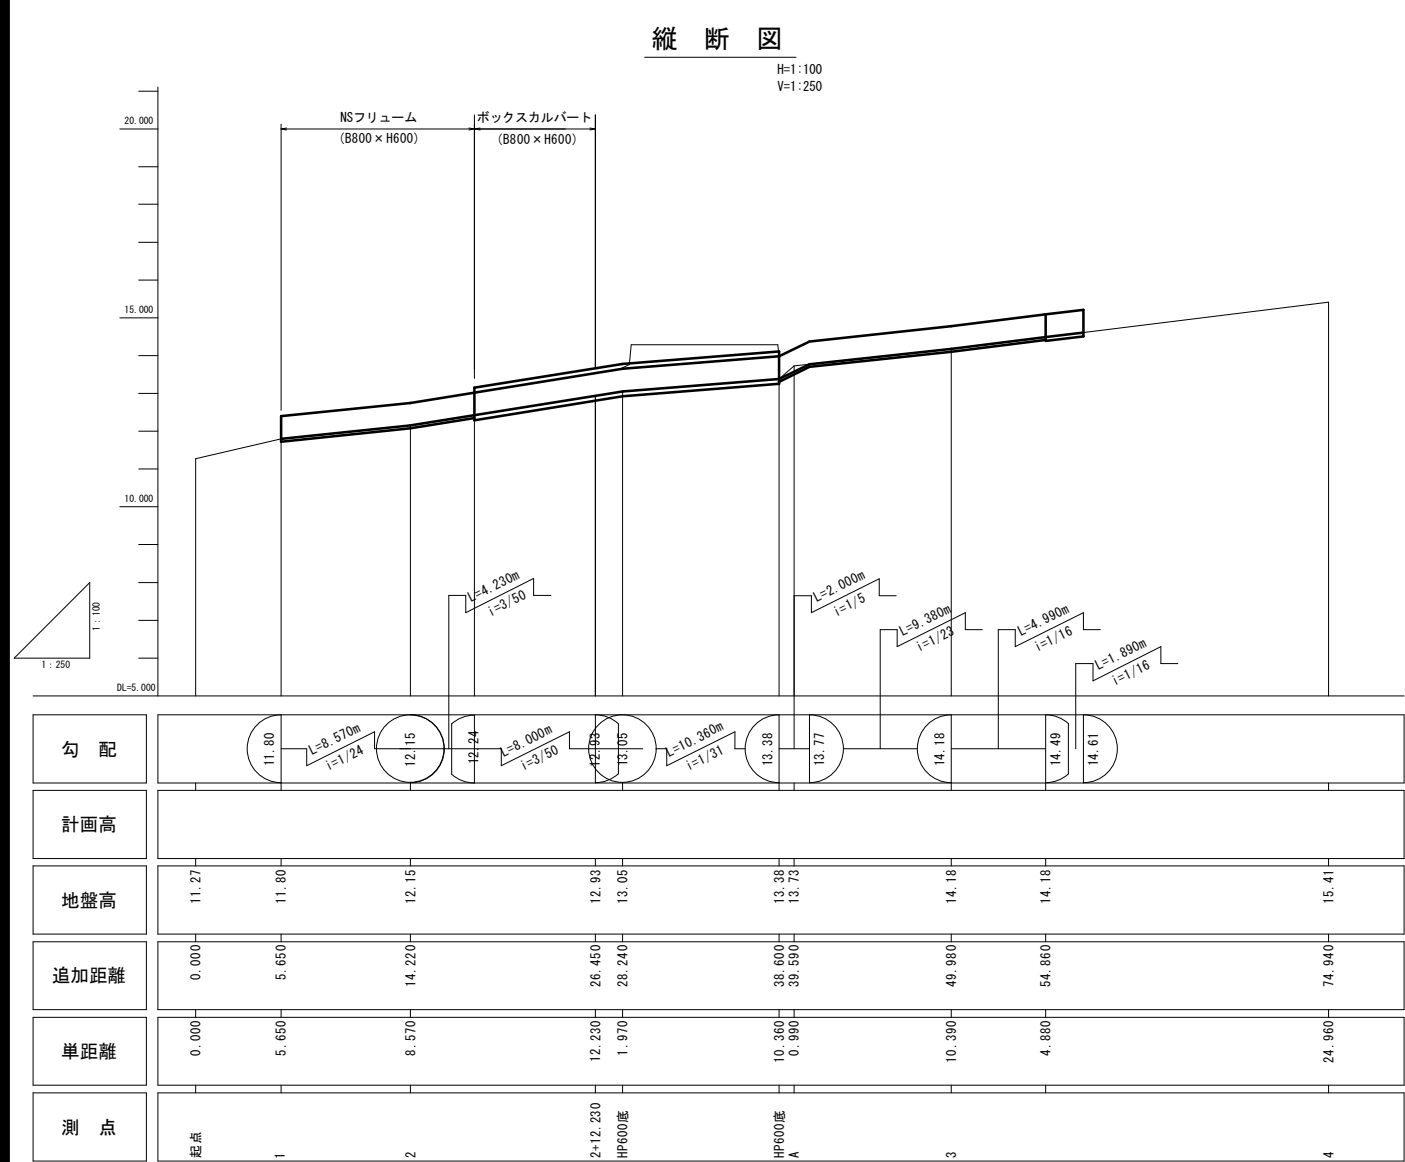 縦 断 図
H=1:100
V=1:250
20.000
NSフリューム
(B800×H600)
ボックスカルバート
(B800×H600)
15.000
10.000
1:100
1:250
DL=5.000
L=4.230m
i=3/50
L=2.000m
i=1/5
L=9.380m
i=1/23
L=4.990m
i=1/16
L=1.890m
i=1/16
勾 配
11.80
L=8.570m
i=1/24
12.15
12.24
L=8.000m
i=3/50
12.93
13.05
L=10.360m
i=1/31
13.38
13.77
14.18
14.49
14.61
計画高
地盤高
11.27
11.80
12.15
12.93
13.05
13.38
13.73
14.18
14.18
15.41
追加距離
0.000
5.650
14.220
26.450
28.240
38.600
39.590
49.980
54.860
74.940
単距離
0.000
5.650
8.570
12.230
1.970
10.360
0.990
10.390
4.880
24.960
測 点
起点
1
2
2+12.230
HP600底
HP600底
A
3
4